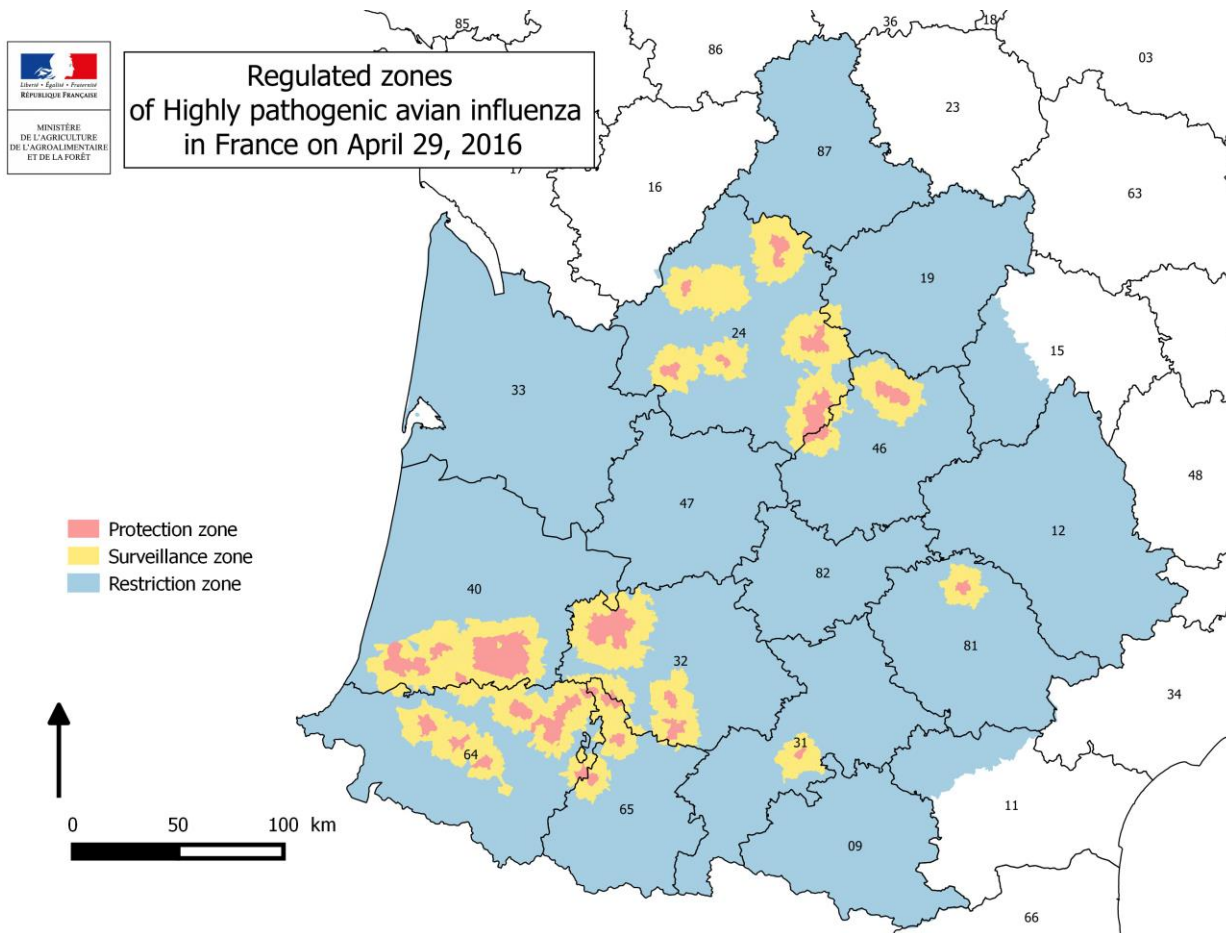 85
36
18
86
03
Liberté • Égalité • Fraternité
RÉPUBLIQUE FRANÇAISE
MINISTÈRE
DE L'AGRICULTURE
DE L'AGROALIMENTAIRE
ET DE LA FORÊT
Regulated zones
of Highly pathogenic avian influenza
in France on April 29, 2016
23
87
17
16
63
19
24
15
33
46
48
47
12
Protection zone
Surveillance zone
Restriction zone
82
40
81
32
34
31
64
11
65
09
0 50 100 km
66